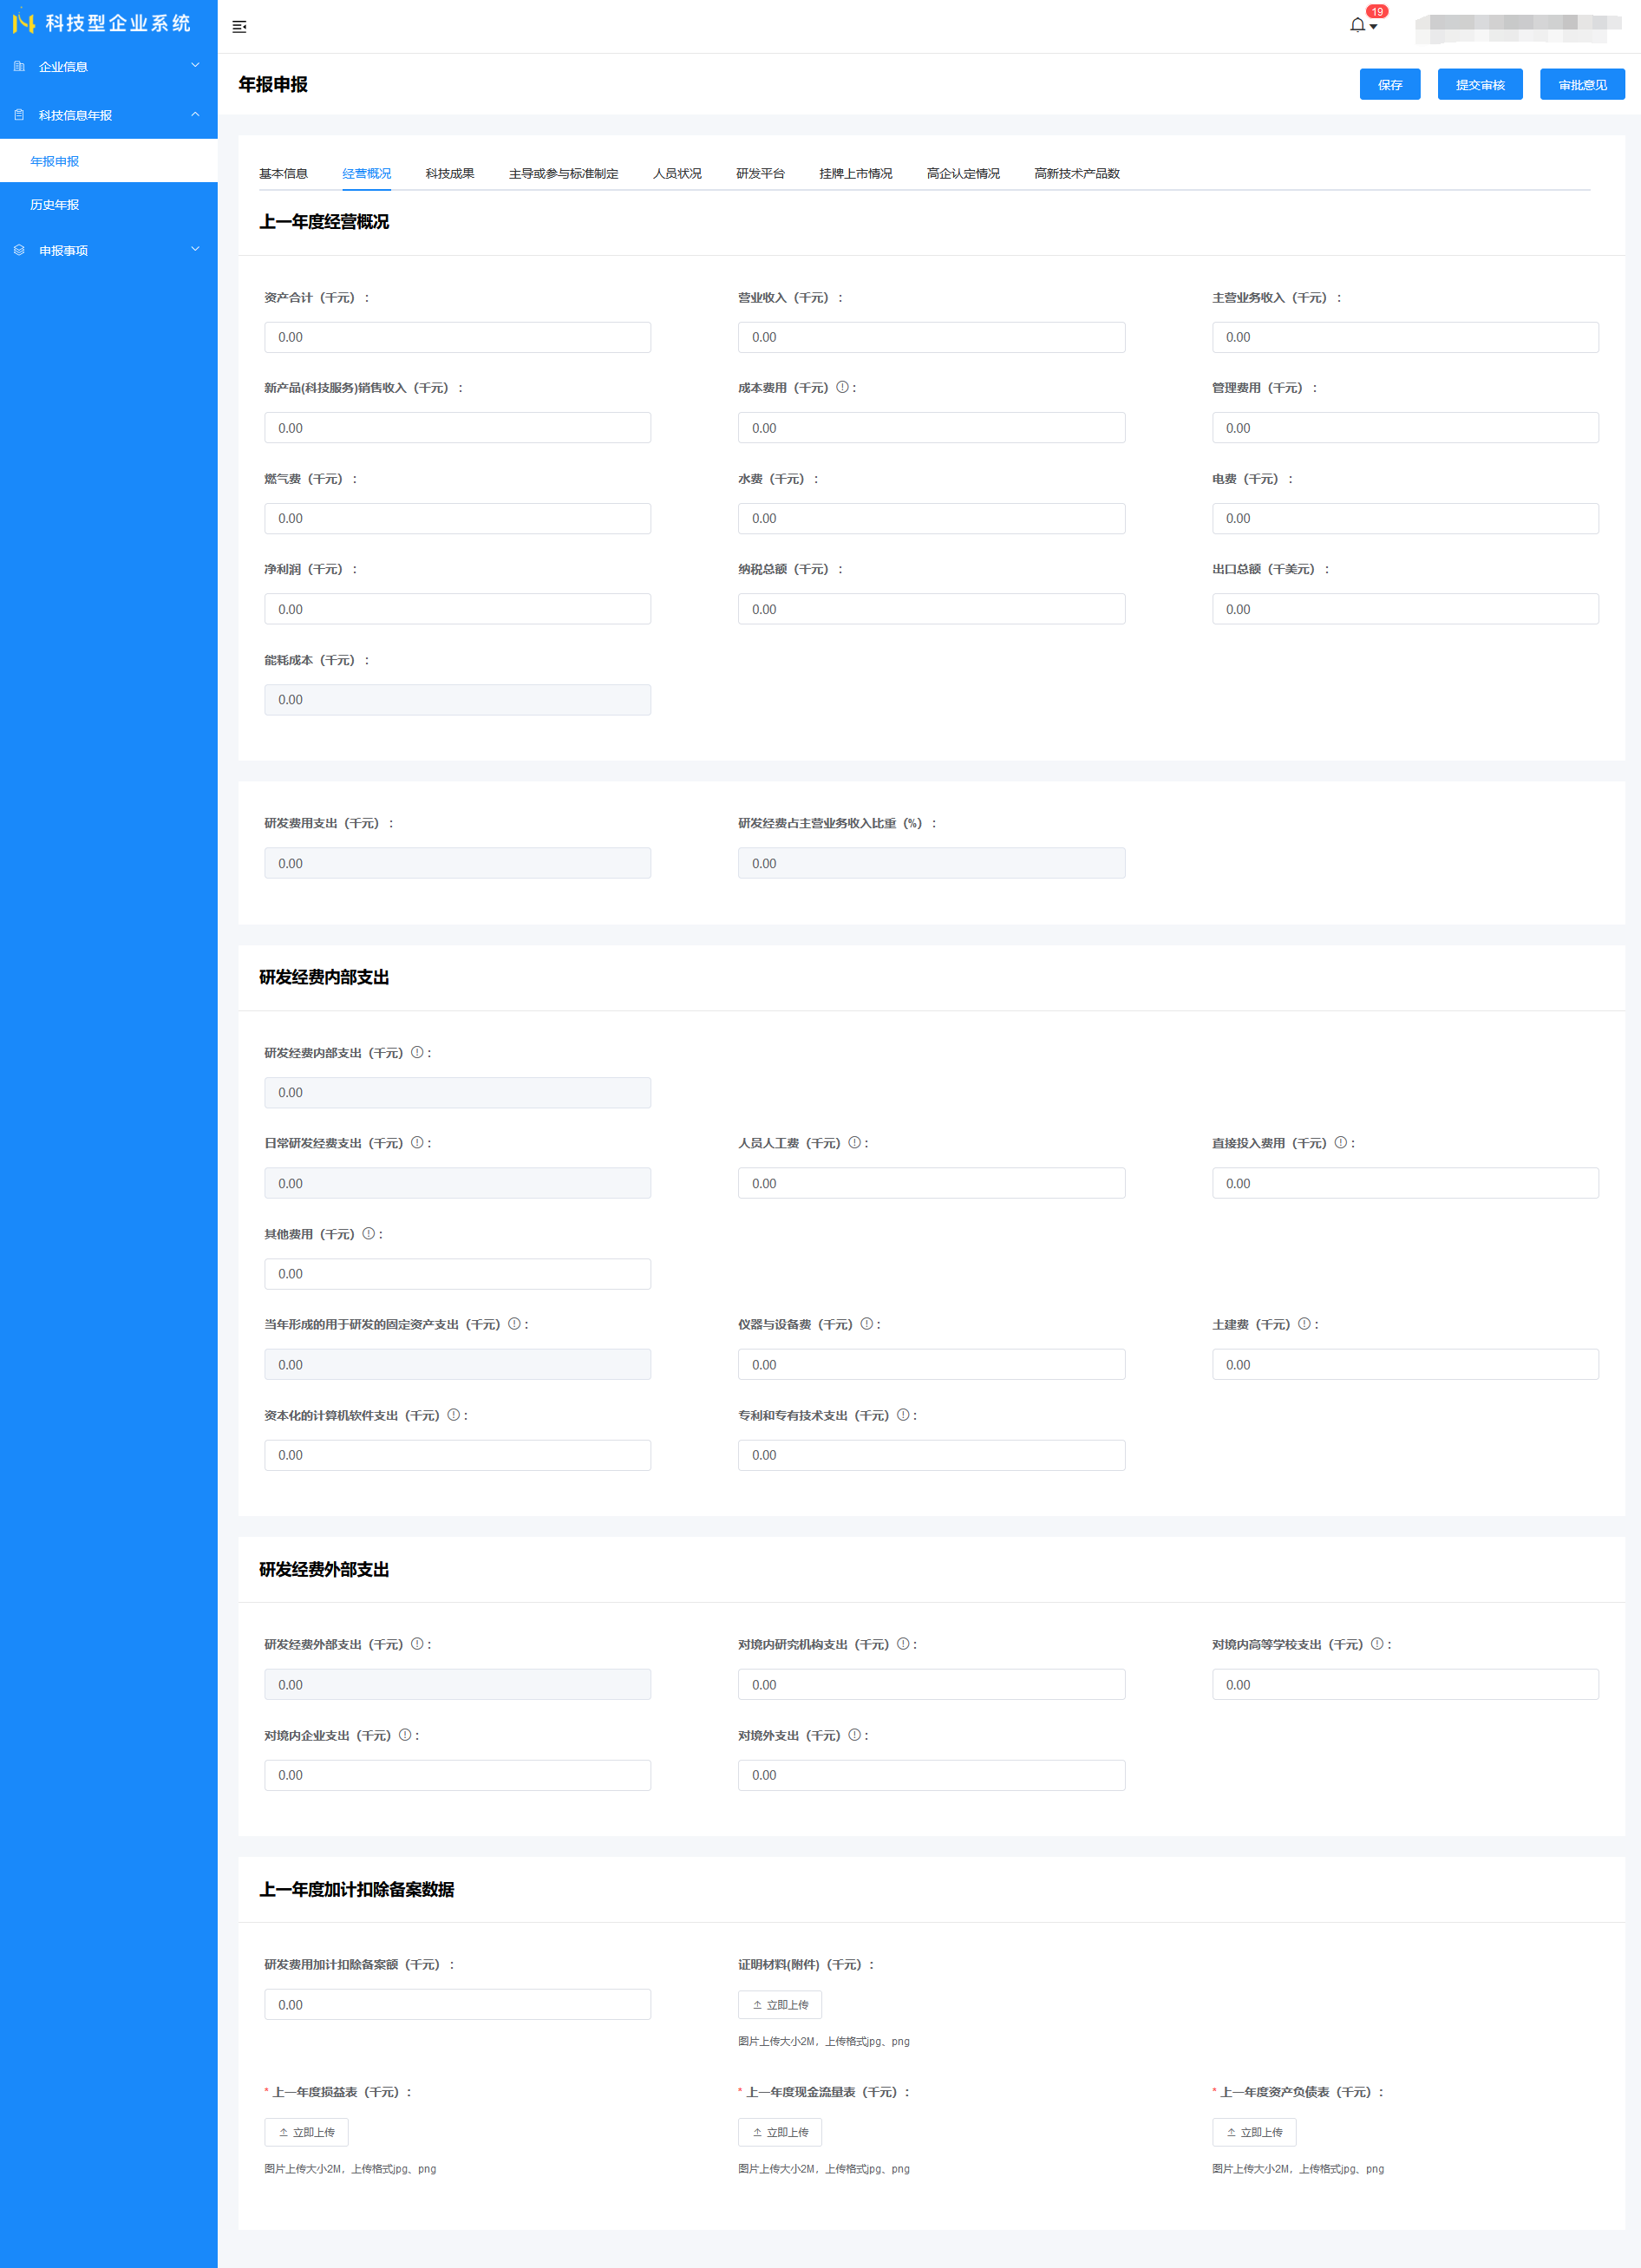 科技型企业系统
企业信息
科技信息年报
年报申报
历史年报
申报事项
19
年报申报
保存 提交审核 审批意见
基本信息 经营概况 科技成果 主导或参与标准制定 人员状况 研发平台 挂牌上市情况 高企认定情况 高新技术产品数
上一年度经营概况
资产合计（千元）： 营业收入（千元）： 主营业务收入（千元）：
0.00 0.00 0.00
新产品(科技服务)销售收入（千元）： 成本费用（千元）： 管理费用（千元）：
0.00 0.00 0.00
燃气费（千元）： 水费（千元）： 电费（千元）：
0.00 0.00 0.00
净利润（千元）： 纳税总额（千元）： 出口总额（千美元）：
0.00 0.00 0.00
能耗成本（千元）：
0.00
研发费用支出（千元）： 研发经费占主营业务收入比重（%）：
0.00 0.00
研发经费内部支出
研发经费内部支出（千元）：
0.00
日常研发经费支出（千元）： 人员人工费（千元）： 直接投入费用（千元）：
0.00 0.00 0.00
其他费用（千元）：
0.00
当年形成的用于研发的固定资产支出（千元）： 仪器与设备费（千元）： 土建费（千元）：
0.00 0.00 0.00
资本化的计算机软件支出（千元）： 专利和专有技术支出（千元）：
0.00 0.00
研发经费外部支出
研发经费外部支出（千元）： 对境内研究机构支出（千元）： 对境内高等学校支出（千元）：
0.00 0.00 0.00
对境内企业支出（千元）： 对境外支出（千元）：
0.00 0.00
上一年度加计扣除备案数据
研发费用加计扣除备案额（千元）： 证明材料(附件)（千元）：
0.00 立即上传
图片上传大小2M，上传格式jpg、png
* 上一年度损益表（千元）： * 上一年度现金流量表（千元）： * 上一年度资产负债表（千元）：
立即上传 立即上传 立即上传
图片上传大小2M，上传格式jpg、png 图片上传大小2M，上传格式jpg、png 图片上传大小2M，上传格式jpg、png